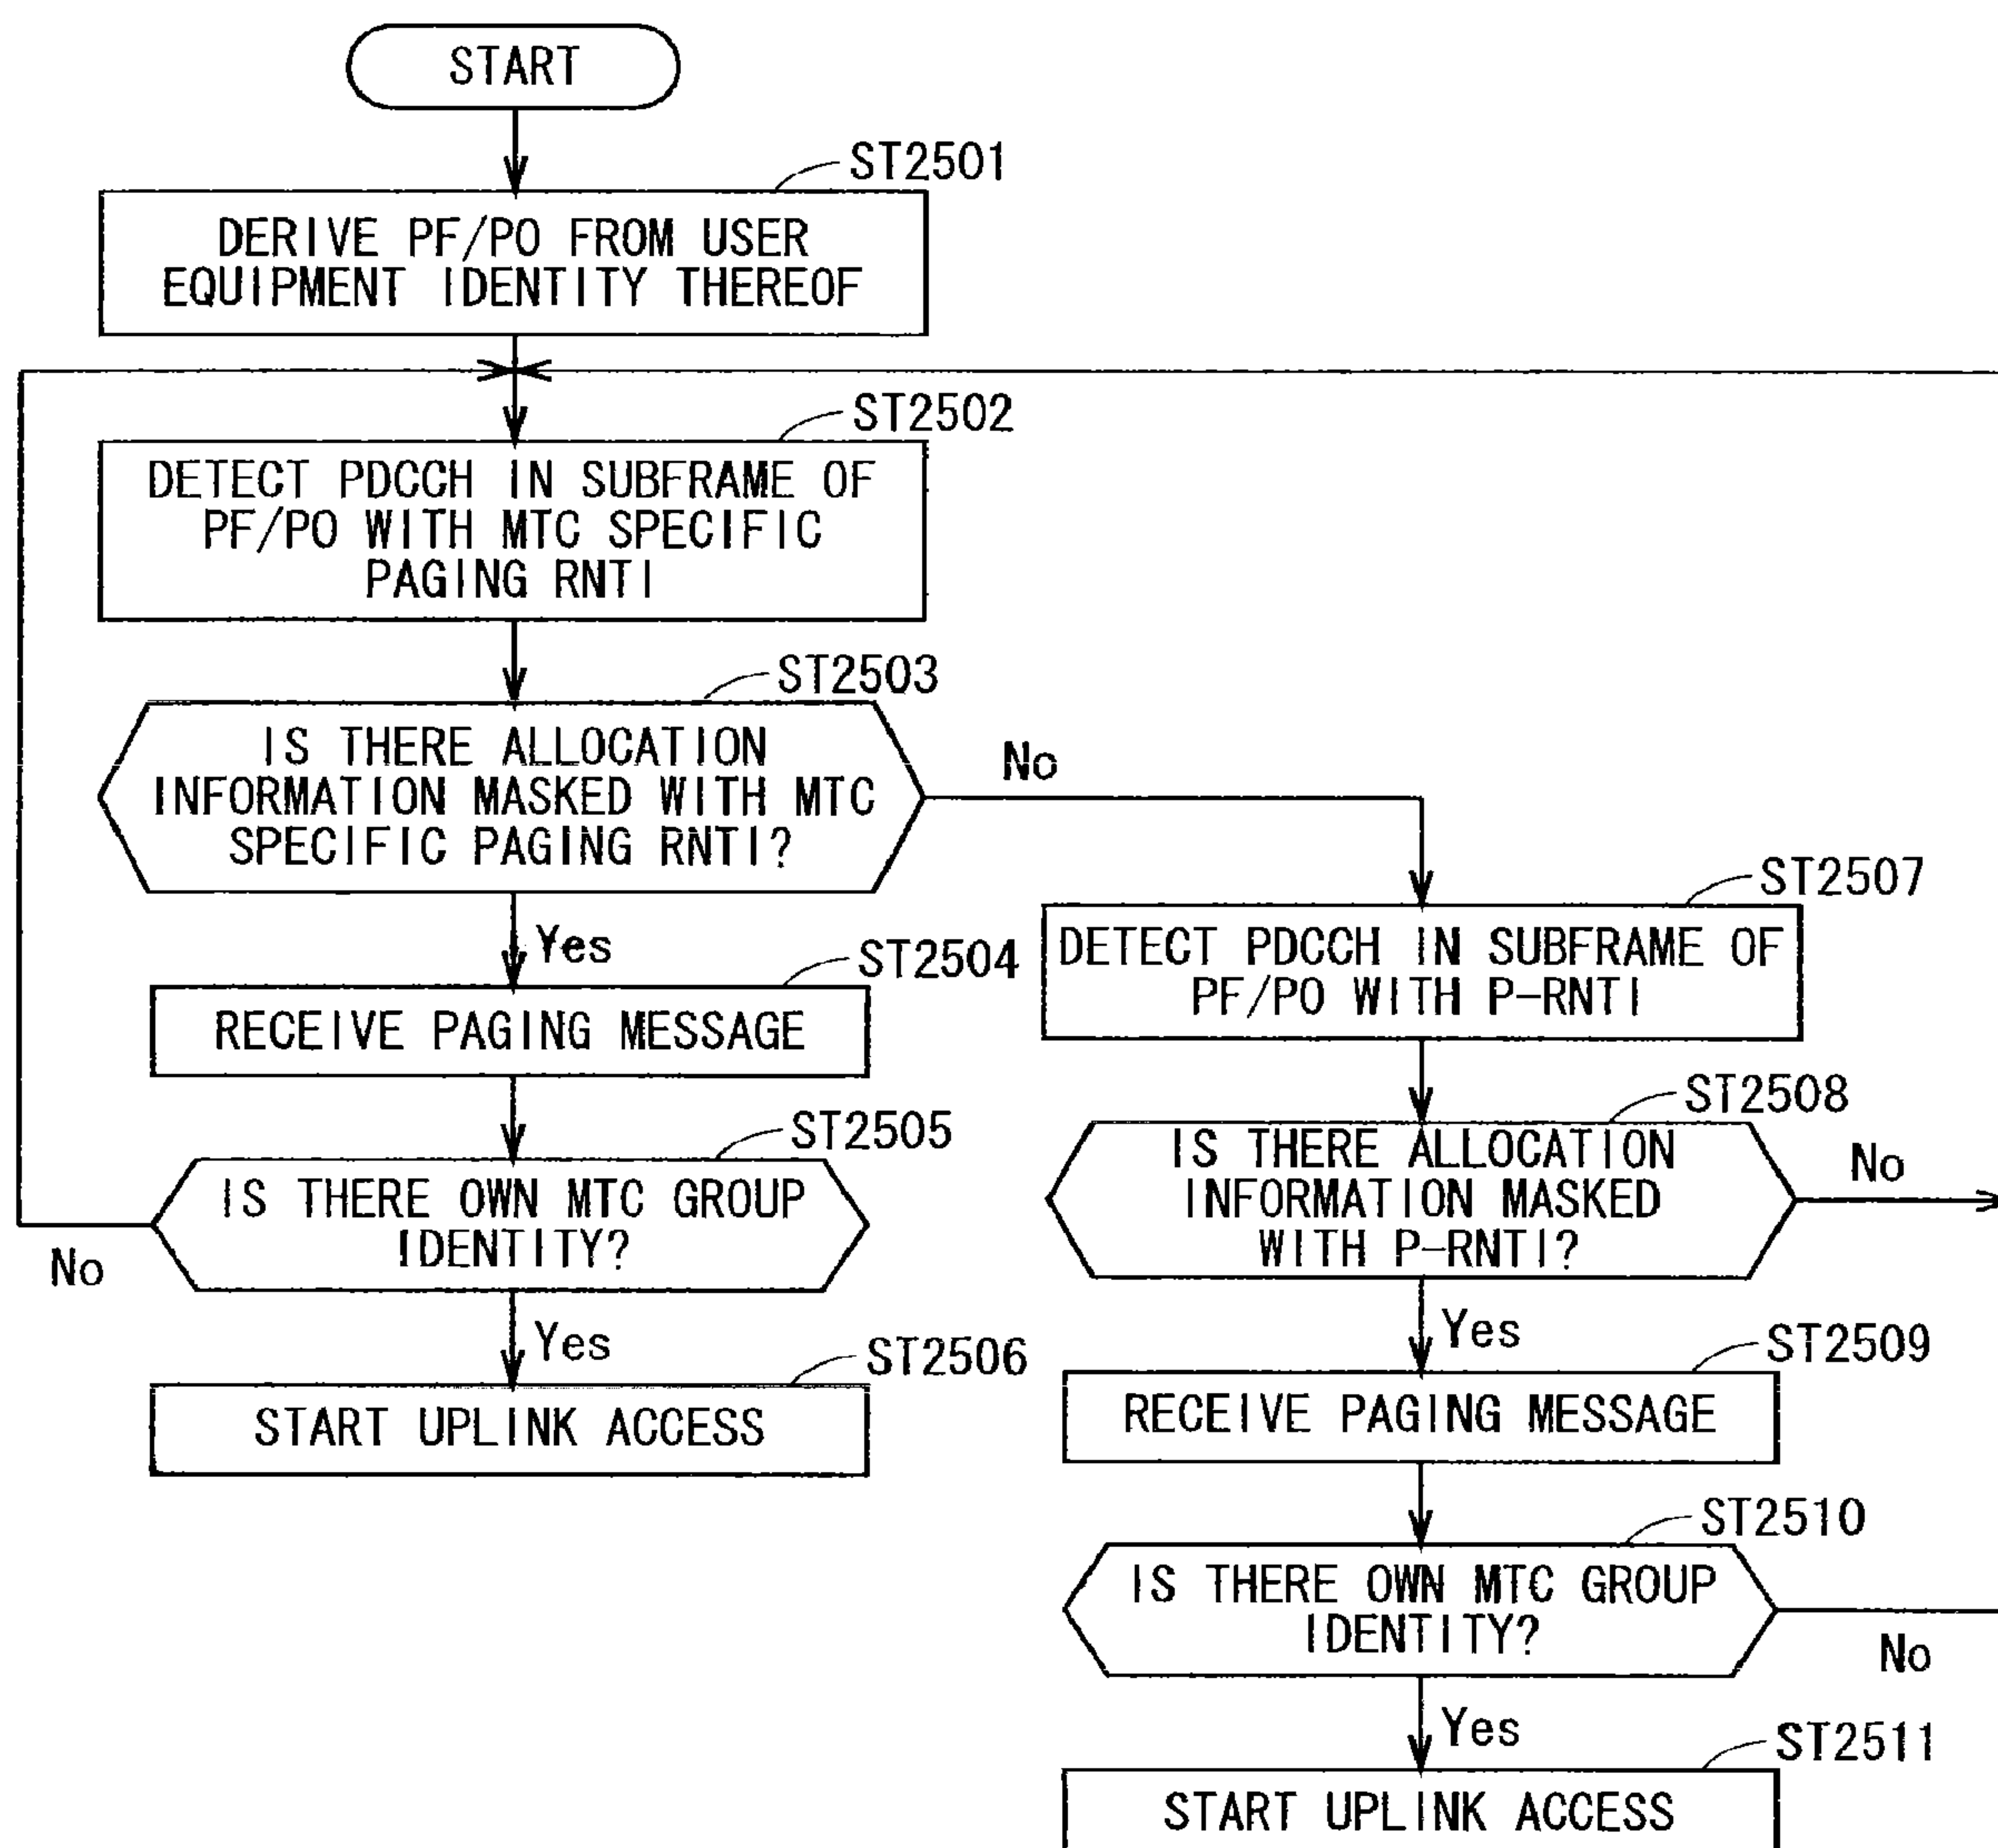 START
ST2501
DERIVE PF/PO FROM USER
EQUIPMENT IDENTITY THEREOF
ST2502
DETECT PDCCH IN SUBFRAME OF
PF/PO WITH MTC SPECIFIC
PAGING RNTI
ST2503
IS THERE ALLOCATION
INFORMATION MASKED WITH MTC
SPECIFIC PAGING RNTI?
No
Yes
ST2504
RECEIVE PAGING MESSAGE
ST2505
IS THERE OWN MTC GROUP
IDENTITY?
No
Yes
ST2506
START UPLINK ACCESS
ST2507
DETECT PDCCH IN SUBFRAME OF
PF/PO WITH P-RNTI
ST2508
IS THERE ALLOCATION
INFORMATION MASKED
WITH P-RNTI?
No
Yes
ST2509
RECEIVE PAGING MESSAGE
ST2510
IS THERE OWN MTC GROUP
IDENTITY?
No
Yes
ST2511
START UPLINK ACCESS